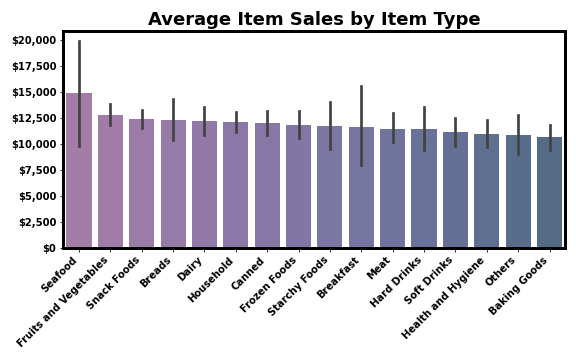 Average Item Sales by Item Type
$20,000
$17,500
$15,000
$12,500
$10,000
$7,500
$5,000
$2,500
$0
Seafood
Fruits and Vegetables
Snack Foods
Breads
Dairy
Household
Canned
Frozen Foods
Starchy Foods
Breakfast
Meat
Hard Drinks
Soft Drinks
Health and Hygiene
Others
Baking Goods